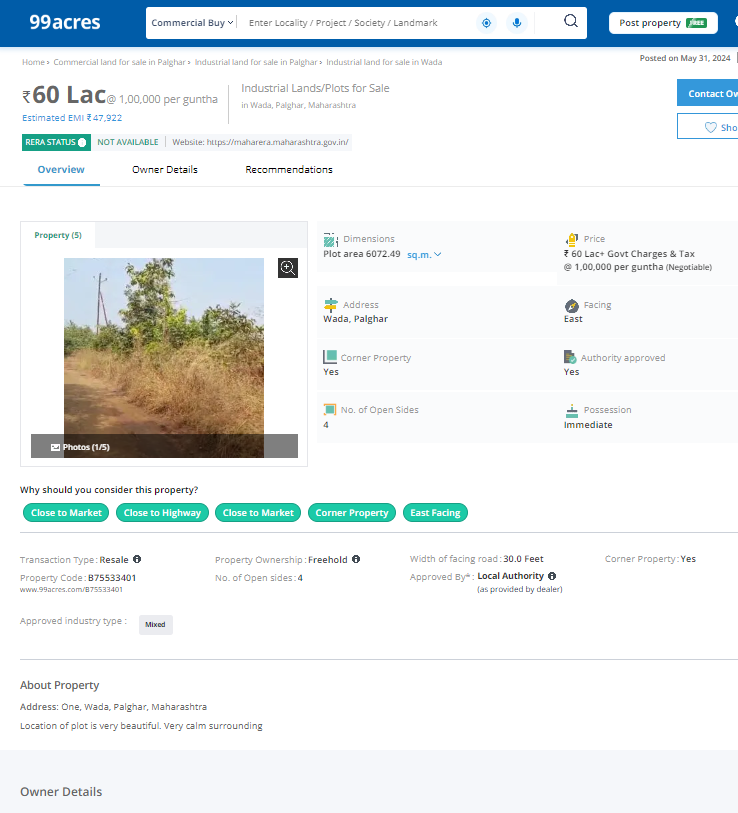 99acres
Commercial Buy
Enter Locality / Project / Society / Landmark
Post property FREE
Home › Commercial land for sale in Palghar › Industrial land for sale in Palghar › Industrial land for sale in Wada
Posted on May 31, 2024
₹60 Lac @ 1,00,000 per guntha
Estimated EMI ₹47,922
Industrial Lands/Plots for Sale
in Wada, Palghar, Maharashtra
Contact Ow
Sho
RERA STATUS NOT AVAILABLE | Website: https://maharera.maharashtra.gov.in/
Overview
Owner Details
Recommendations
Property (5)
Photos (1/5)
Dimensions
Plot area 6072.49 sq.m.
Price
₹ 60 Lac+ Govt Charges & Tax
@ 1,00,000 per guntha (Negotiable)
Address
Wada, Palghar
Facing
East
Corner Property
Yes
Authority approved
Yes
No. of Open Sides
4
Possession
Immediate
Why should you consider this property?
Close to Market
Close to Highway
Close to Market
Corner Property
East Facing
Transaction Type : Resale
Property Ownership : Freehold
Width of facing road : 30.0 Feet
Corner Property : Yes
Property Code : B75533401
www.99acres.com/B75533401
No. of Open sides : 4
Approved By* : Local Authority
(as provided by dealer)
Approved industry type :
Mixed
About Property
Address: One, Wada, Palghar, Maharashtra
Location of plot is very beautiful. Very calm surrounding
Owner Details